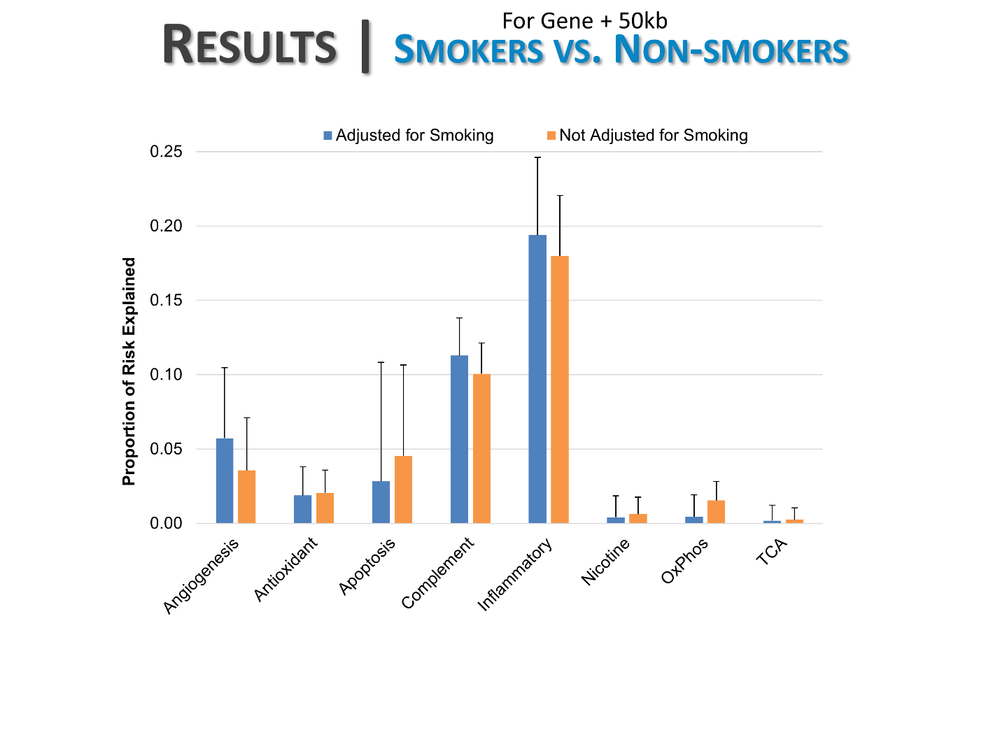 For Gene + 50kb
RESULTS | SMOKERS VS. NON-SMOKERS
Adjusted for Smoking
Not Adjusted for Smoking
Proportion of Risk Explained
0.25
0.20
0.15
0.10
0.05
0.00
Angiogenesis
Antioxidant
Apoptosis
Complement
Inflammatory
Nicotine
OxPhos
TCA